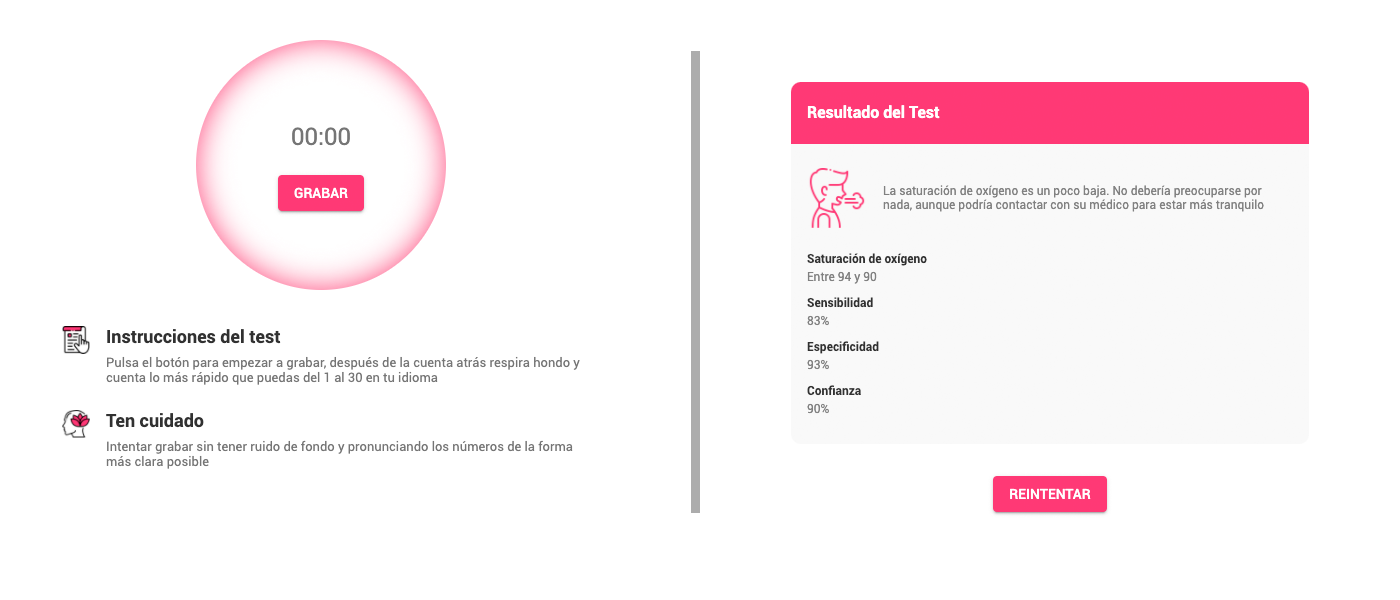 00:00
GRABAR
Instrucciones del test
Pulsa el botón para empezar a grabar, después de la cuenta atrás respira hondo y
cuenta lo más rápido que puedas del 1 al 30 en tu idioma
Ten cuidado
Intentar grabar sin tener ruido de fondo y pronunciando los números de la forma
más clara posible
Resultado del Test
La saturación de oxígeno es un poco baja. No debería preocuparse por
nada, aunque podría contactar con su médico para estar más tranquilo
Saturación de oxígeno
Entre 94 y 90
Sensibilidad
83%
Especificidad
93%
Confianza
90%
REINTENTAR